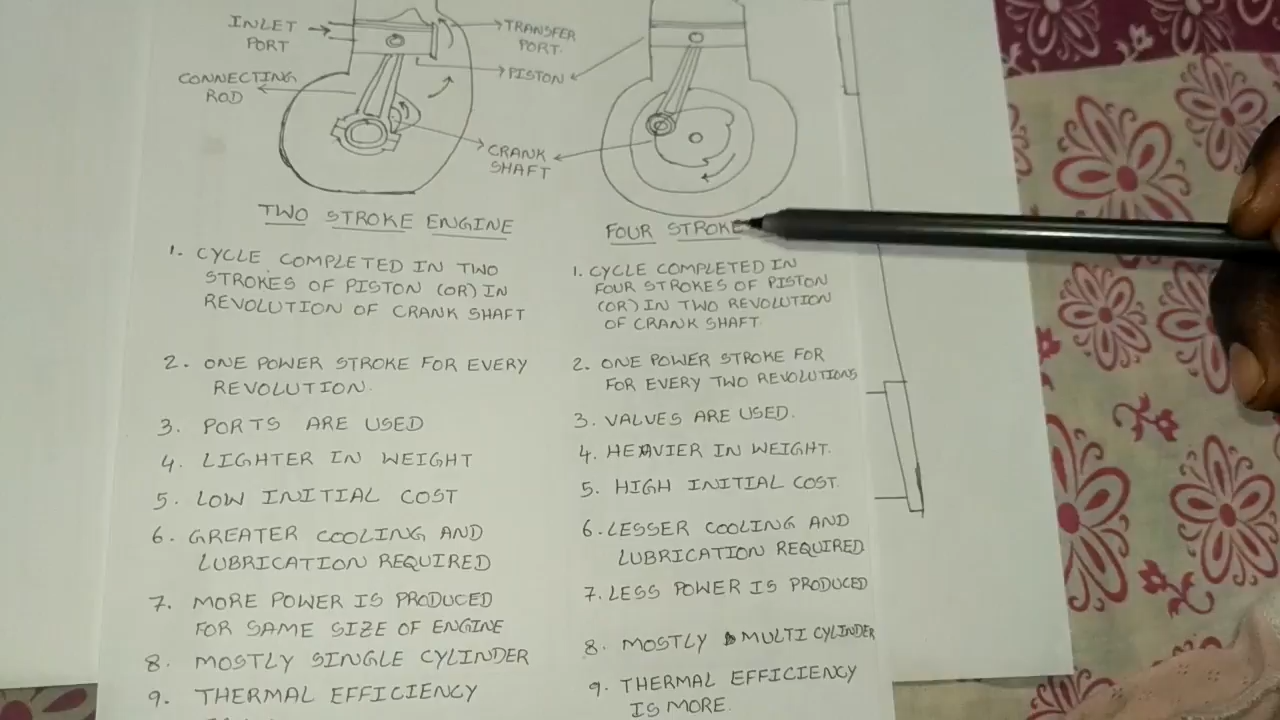 INLET
PORT
CONNECTING
ROD
TRANSFER
PORT.
PISTON
CRANK
SHAFT
TWO STROKE ENGINE
1. CYCLE COMPLETED IN TWO
STROKES OF PISTON (OR) IN
REVOLUTION OF CRANK SHAFT
2. ONE POWER STROKE FOR EVERY
REVOLUTION.
3. PORTS ARE USED
4. LIGHTER IN WEIGHT
5. LOW INITIAL COST
6. GREATER COOLING AND
LUBRICATION REQUIRED
7. MORE POWER IS PRODUCED
FOR SAME SIZE OF ENGINE
8. MOSTLY SINGLE CYLINDER
9. THERMAL EFFICIENCY
FOUR STROKE
1. CYCLE COMPLETED IN
FOUR STROKES OF PISTON
(OR) IN TWO REVOLUTION
OF CRANK SHAFT.
2. ONE POWER STROKE FOR
FOR EVERY TWO REVOLUTIONS
3. VALUES ARE USED.
4. HEAVIER IN WEIGHT.
5. HIGH INITIAL COST.
6. LESSER COOLING AND
LUBRICATION REQUIRED
7. LESS POWER IS PRODUCED
8. MOSTLY MULTI CYLINDER
9. THERMAL EFFICIENCY
IS MORE.